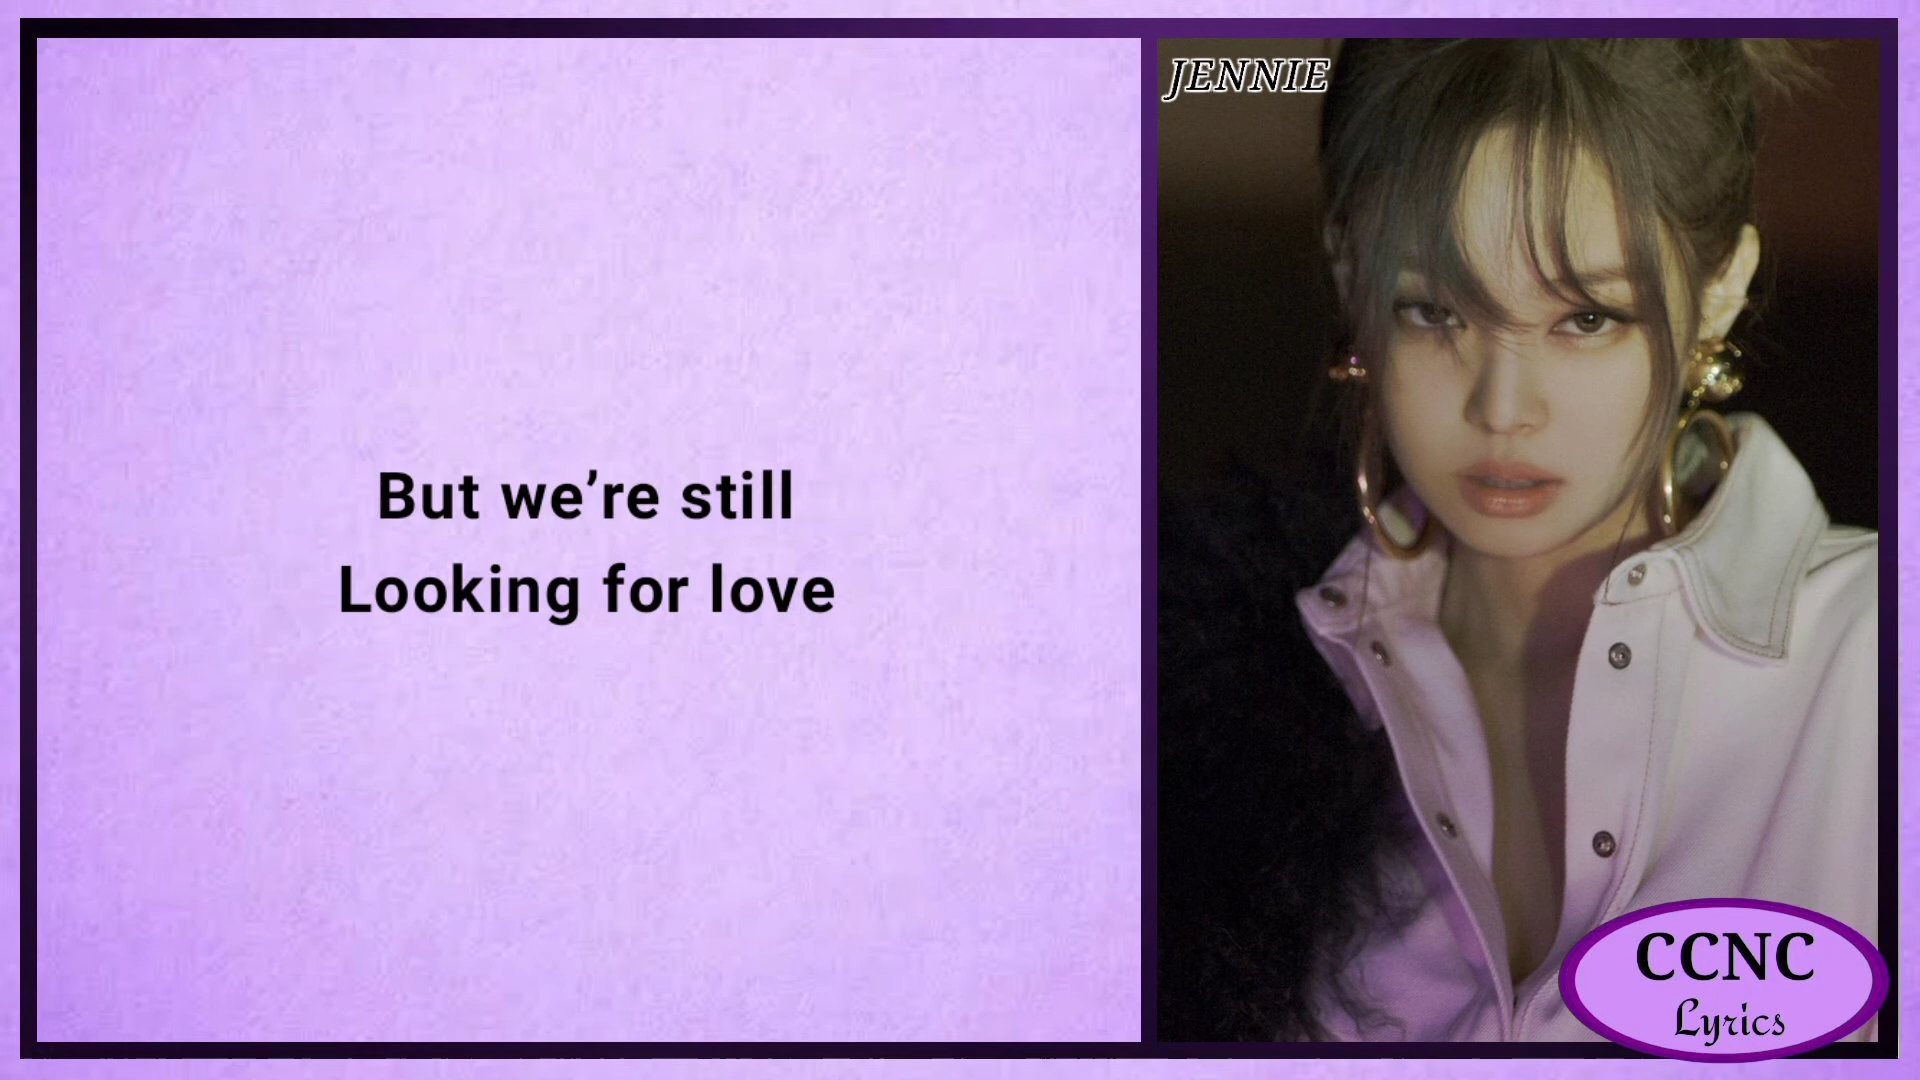 JENNIE
But we’re still
Looking for love
CCNC
Lyrics